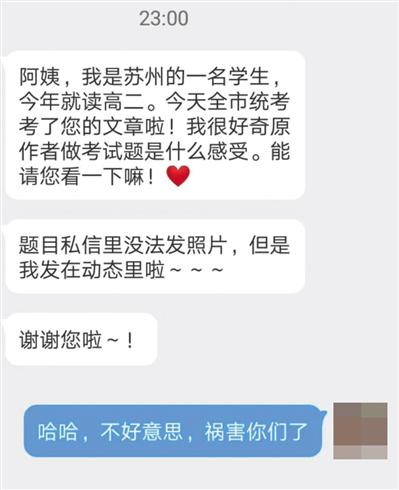 23:00
阿姨，我是苏州的一名学生，
今年就读高二。今天全市统考
考了您的文章啦！我很好奇原
作者做考试题是什么感受。能
请您看一下嘛！❤️
题目私信里没法发照片，但是
我发在动态里啦～～～
谢谢您啦～！
哈哈，不好意思，祸害你们了